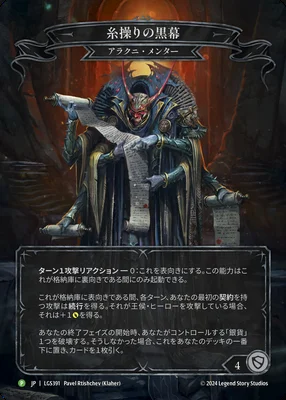 糸操りの黒幕
アラクニ・メンター
ターン1攻撃リアクション ー 0：これを表向きにする。この能力はこ
れが格納庫に裏向きである間にのみ起動できる。
これが格納庫に表向きである間、各ターン、あなたの最初の契約を持
つ攻撃は続行を得る。それが王侯・ヒーローを攻撃している場合、
それは＋1を得る。
あなたの終了フェイズの開始時、あなたがコントロールする「銀貨」
1つを破壊する。そうしなかった場合、これをあなたのデッキの一番
下に置き、カードを1枚引く。
4
P JP | LGS391 Pavel Rtishchev (Klaher) © 2024 Legend Story Studios